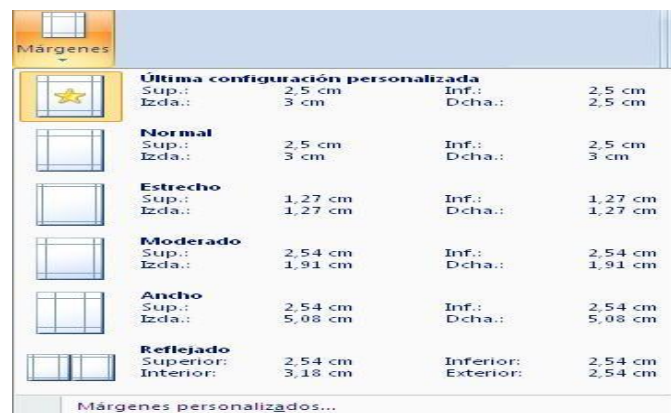 Márgenes
Última configuración personalizada
Sup.: 2,5 cm Inf.: 2,5 cm
Izda.: 3 cm Dcha.: 2,5 cm
Normal
Sup.: 2,5 cm Inf.: 2,5 cm
Izda.: 3 cm Dcha.: 3 cm
Estrecho
Sup.: 1,27 cm Inf.: 1,27 cm
Izda.: 1,27 cm Dcha.: 1,27 cm
Moderado
Sup.: 2,54 cm Inf.: 2,54 cm
Izda.: 1,91 cm Dcha.: 1,91 cm
Ancho
Sup.: 2,54 cm Inf.: 2,54 cm
Izda.: 5,08 cm Dcha.: 5,08 cm
Reflejado
Superior: 2,54 cm Inferior: 2,54 cm
Interior: 3,18 cm Exterior: 2,54 cm
Márgenes personalizados...